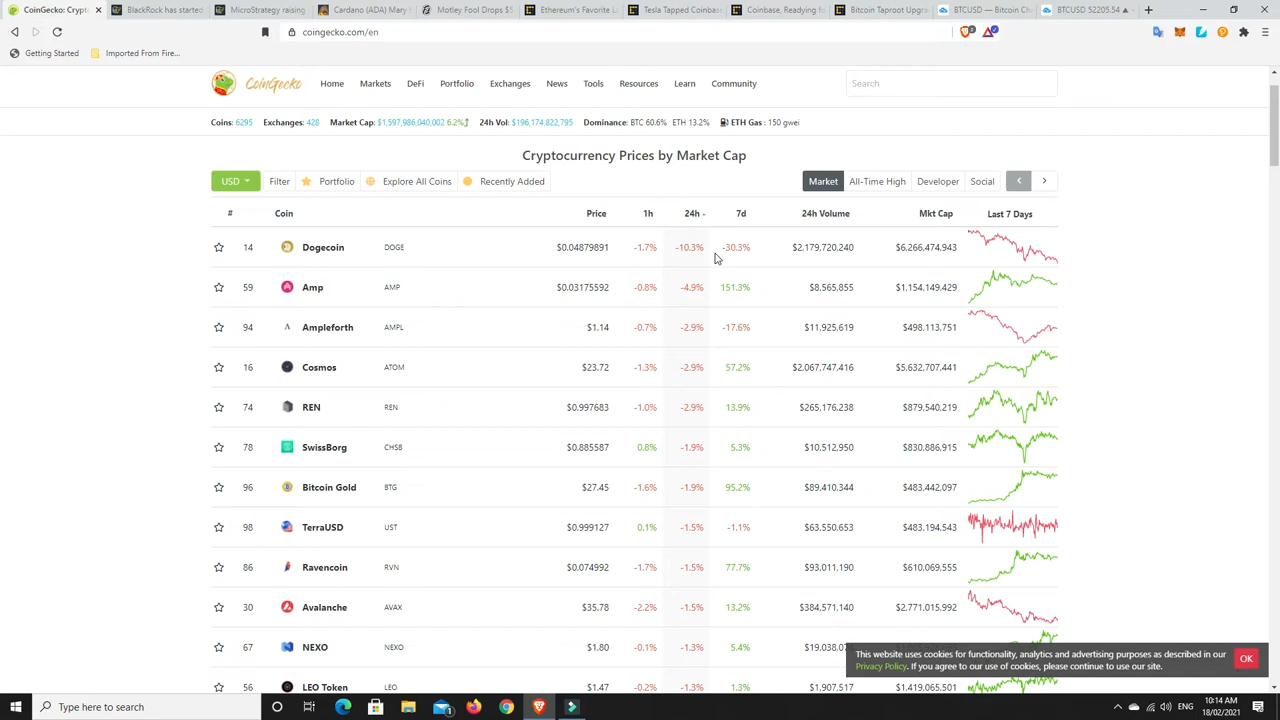 CoinGecko: Crypto
BlackRock has started
MicroStrategy raising
Cardano (ADA) Mary
Motley Fool Drops $5
Ethereum's Favorite L
Tesla Tapped Coinbas
Coinbase, Readying fo
Bitcoin Taproot Upgra
BTCUSD — Bitcoin Ch
BTCUSD 52205.54 ▲
coingecko.com/en
Getting Started
Imported From Fire...
CoinGecko
Home
Markets
DeFi
Portfolio
Exchanges
News
Tools
Resources
Learn
Community
Search
Coins: 6295 Exchanges: 428 Market Cap: $1,597,986,040,002 6.2% 24h Vol: $196,174,822,795 Dominance: BTC 60.6% ETH 13.2% ETH Gas : 150 gwei
Cryptocurrency Prices by Market Cap
USD
Filter
Portfolio
Explore All Coins
Recently Added
Market
All-Time High
Developer
Social
# Coin Price 1h 24h 7d 24h Volume Mkt Cap Last 7 Days
14 Dogecoin DOGE $0.04879891 -1.7% -10.3% -30.3% $2,179,720,240 $6,266,474,943
59 Amp AMP $0.03175592 -0.8% -4.9% 151.3% $8,565,855 $1,154,149,429
94 Ampleforth AMPL $1.14 -0.7% -2.9% -17.6% $11,925,619 $498,113,751
16 Cosmos ATOM $23.72 -1.3% -2.9% 57.2% $2,067,747,416 $5,632,707,441
74 REN REN $0.997683 -1.0% -2.9% 13.9% $265,176,238 $879,540,219
78 SwissBorg CHSB $0.885587 0.8% -1.9% 5.3% $10,512,950 $830,886,915
96 Bitcoin Gold BTG $27.45 -1.6% -1.9% 95.2% $89,410,344 $483,442,097
98 TerraUSD UST $0.999127 0.1% -1.5% -1.1% $63,550,653 $483,194,543
86 Ravencoin RVN $0.074992 -1.7% -1.5% 77.7% $93,011,190 $610,069,555
30 Avalanche AVAX $35.78 -2.2% -1.5% 13.2% $384,571,140 $2,771,015,992
67 NEXO NEXO $1.80 -0.1% -1.3% 5.4% $19,038,07
56 LEO Token LEO $1.47 -0.2% -1.3% 1.3% $1,907,517 $1,419,065,501
This website uses cookies for functionality, analytics and advertising purposes as described in our
Privacy Policy. If you agree to our use of cookies, please continue to use our site.
OK
Type here to search
ENG
10:14 AM
18/02/2021